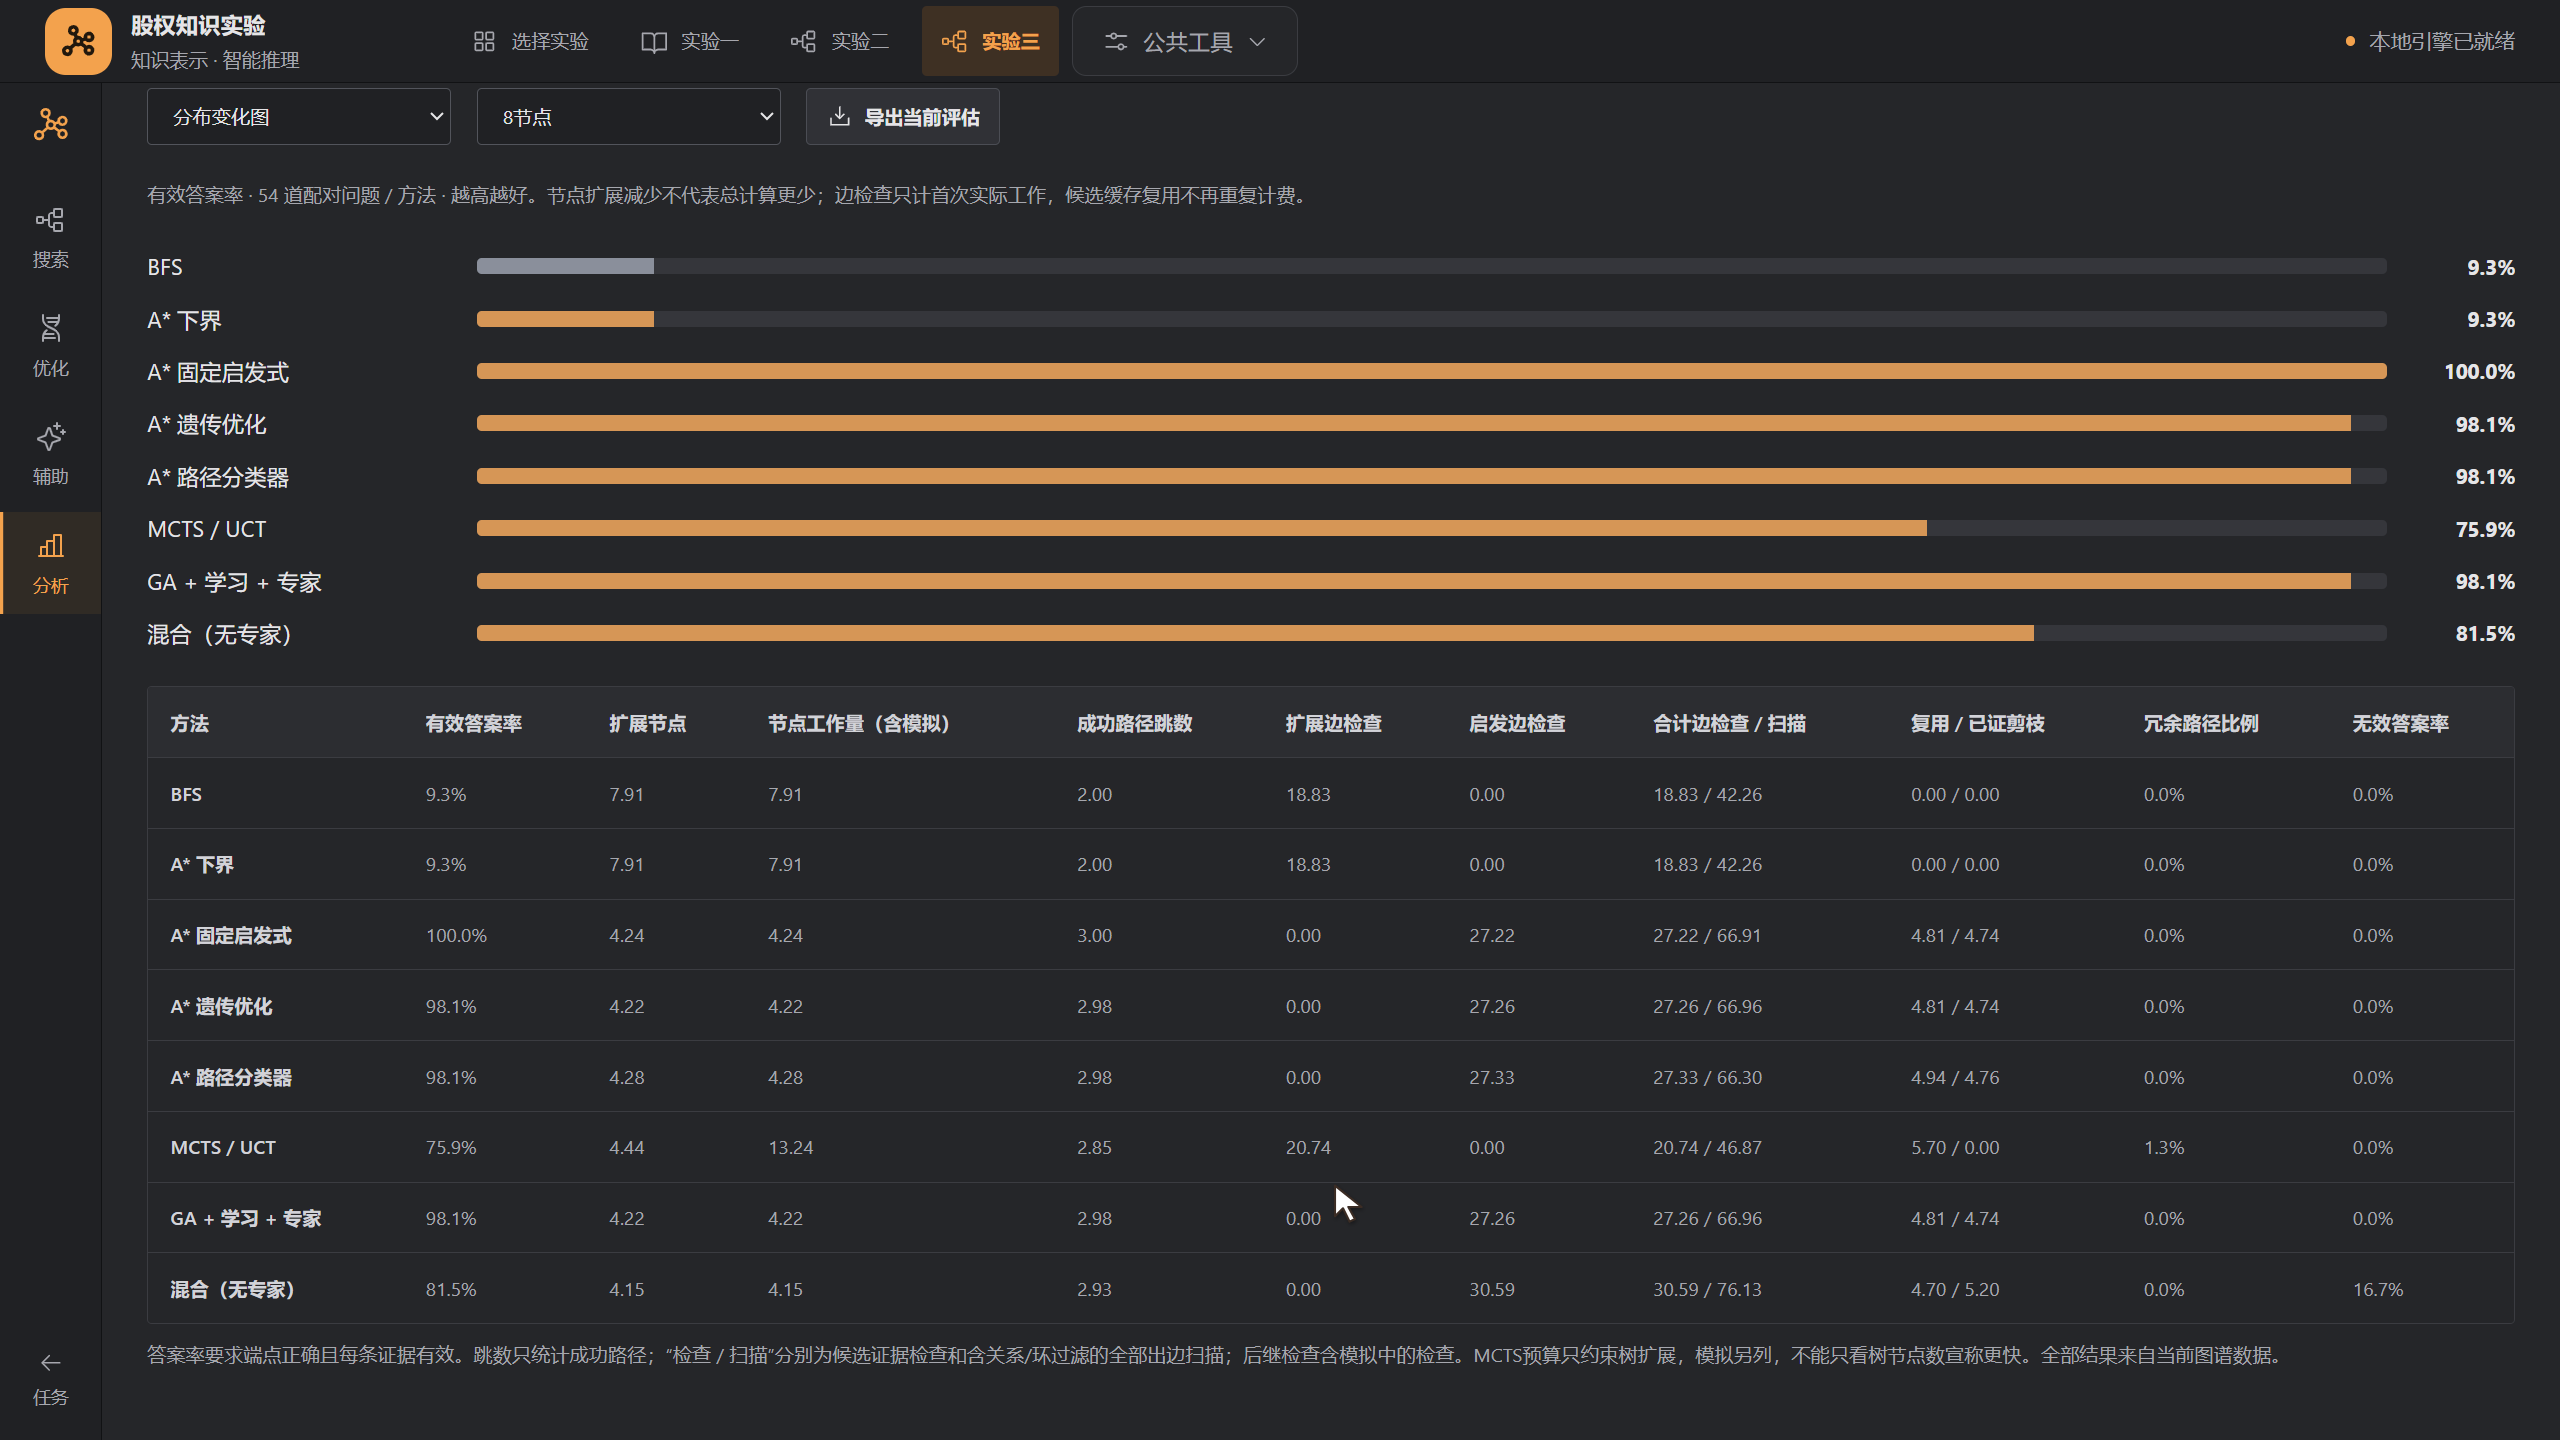 股权知识实验
知识表示 · 智能推理
选择实验
实验一
实验二
实验三
公共工具
本地引擎已就绪
搜索
优化
辅助
分析
任务
分布变化图
8节点
导出当前评估
有效答案率 · 54 道配对问题 / 方法 · 越高越好。节点扩展减少不代表总计算更少；边检查只计首次实际工作，候选缓存复用不再重复计费。
BFS 9.3%
A* 下界 9.3%
A* 固定启发式 100.0%
A* 遗传优化 98.1%
A* 路径分类器 98.1%
MCTS / UCT 75.9%
GA + 学习 + 专家 98.1%
混合（无专家） 81.5%
方法 有效答案率 扩展节点 节点工作量（含模拟） 成功路径跳数 扩展边检查 启发边检查 合计边检查 / 扫描 复用 / 已证剪枝 冗余路径比例 无效答案率
BFS 9.3% 7.91 7.91 2.00 18.83 0.00 18.83 / 42.26 0.00 / 0.00 0.0% 0.0%
A* 下界 9.3% 7.91 7.91 2.00 18.83 0.00 18.83 / 42.26 0.00 / 0.00 0.0% 0.0%
A* 固定启发式 100.0% 4.24 4.24 3.00 0.00 27.22 27.22 / 66.91 4.81 / 4.74 0.0% 0.0%
A* 遗传优化 98.1% 4.22 4.22 2.98 0.00 27.26 27.26 / 66.96 4.81 / 4.74 0.0% 0.0%
A* 路径分类器 98.1% 4.28 4.28 2.98 0.00 27.33 27.33 / 66.30 4.94 / 4.76 0.0% 0.0%
MCTS / UCT 75.9% 4.44 13.24 2.85 20.74 0.00 20.74 / 46.87 5.70 / 0.00 1.3% 0.0%
GA + 学习 + 专家 98.1% 4.22 4.22 2.98 0.00 27.26 27.26 / 66.96 4.81 / 4.74 0.0% 0.0%
混合（无专家） 81.5% 4.15 4.15 2.93 0.00 30.59 30.59 / 76.13 4.70 / 5.20 0.0% 16.7%
答案率要求端点正确且每条证据有效。跳数只统计成功路径；“检查 / 扫描”分别为候选证据检查和含关系/环过滤的全部出边扫描；后继检查含模拟中的检查。MCTS预算只约束树扩展，模拟另列，不能只看树节点数宣称更快。全部结果来自当前图谱数据。